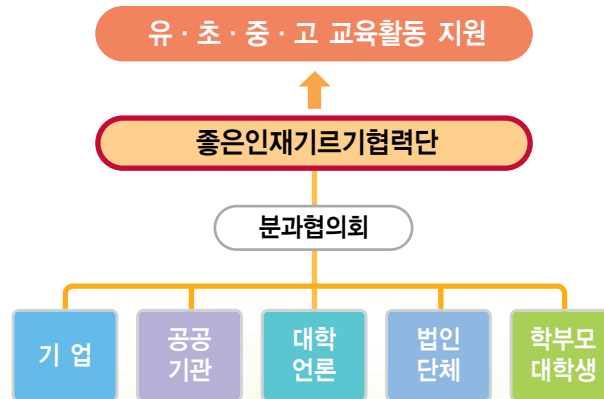 유·초·중·고 교육활동 지원
좋은인재기르기협력단
분과협의회
기 업
공공
기관
대학
언론
법인
단체
학부모
대학생